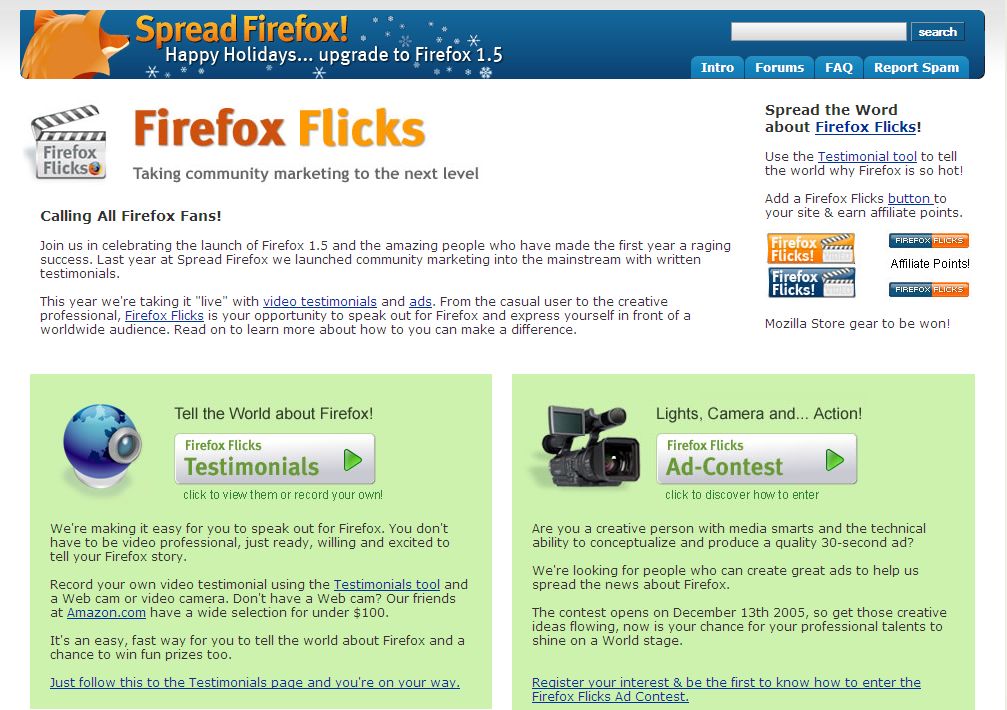 Spread Firefox!
Happy Holidays... upgrade to Firefox 1.5
search
Intro
Forums
FAQ
Report Spam
Firefox
Flicks
Firefox Flicks
Taking community marketing to the next level
Calling All Firefox Fans!
Join us in celebrating the launch of Firefox 1.5 and the amazing people who have made the first year a raging
success. Last year at Spread Firefox we launched community marketing into the mainstream with written
testimonials.
This year we're taking it "live" with video testimonials and ads. From the casual user to the creative
professional, Firefox Flicks is your opportunity to speak out for Firefox and express yourself in front of a
worldwide audience. Read on to learn more about how to you can make a difference.
Spread the Word
about Firefox Flicks!
Use the Testimonial tool to tell
the world why Firefox is so hot!
Add a Firefox Flicks button to
your site & earn affiliate points.
Firefox
Flicks! VIDEO
Firefox
Flicks! VIDEO
FIREFOX FLICKS
Affiliate Points!
FIREFOX FLICKS
Mozilla Store gear to be won!
Tell the World about Firefox!
Firefox Flicks
Testimonials
click to view them or record your own!
We're making it easy for you to speak out for Firefox. You don't
have to be video professional, just ready, willing and excited to
tell your Firefox story.
Record your own video testimonial using the Testimonials tool and
a Web cam or video camera. Don't have a Web cam? Our friends
at Amazon.com have a wide selection for under $100.
It's an easy, fast way for you to tell the world about Firefox and a
chance to win fun prizes too.
Just follow this to the Testimonials page and you're on your way.
Lights, Camera and... Action!
Firefox Flicks
Ad-Contest
click to discover how to enter
Are you a creative person with media smarts and the technical
ability to conceptualize and produce a quality 30-second ad?
We're looking for people who can create great ads to help us
spread the news about Firefox.
The contest opens on December 13th 2005, so get those creative
ideas flowing, now is your chance for your professional talents to
shine on a World stage.
Register your interest & be the first to know how to enter the
Firefox Flicks Ad Contest.